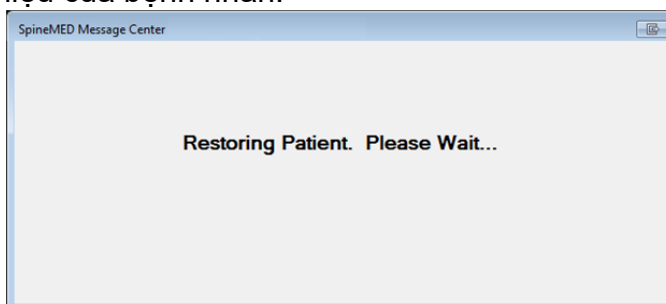 liệu của bệnh nhân.
SpineMED Message Center
Restoring Patient.  Please Wait...